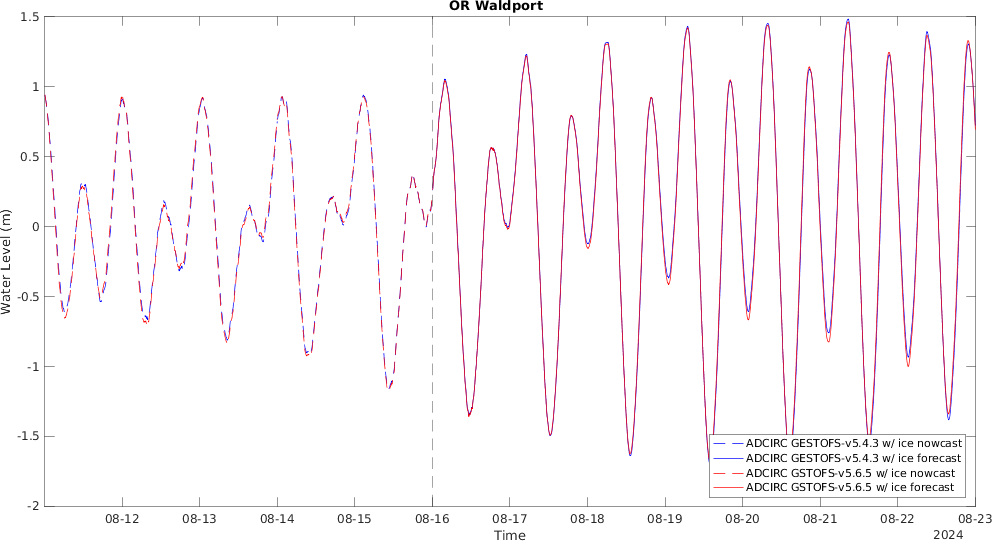 OR Waldport
1.5
1
0.5
0
-0.5
-1
-1.5
-2
Water Level (m)
ADCIRC GESTOFS-v5.4.3 w/ ice nowcast
ADCIRC GESTOFS-v5.4.3 w/ ice forecast
ADCIRC GSTOFS-v5.6.5 w/ ice nowcast
ADCIRC GSTOFS-v5.6.5 w/ ice forecast
08-12 08-13 08-14 08-15 08-16 08-17 08-18 08-19 08-20 08-21 08-22 08-23
Time
2024